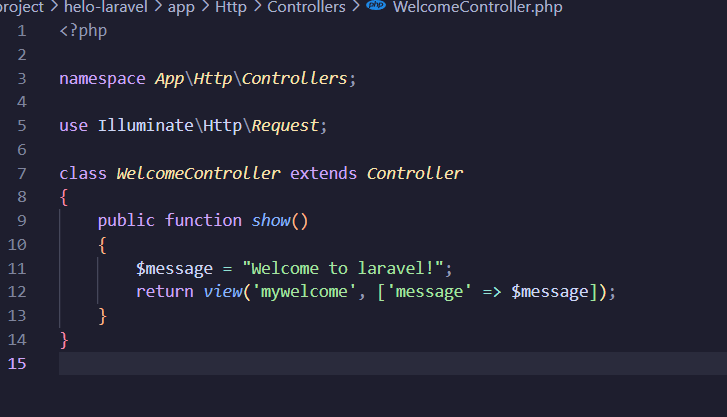 project > helo-laravel > app > Http > Controllers > php WelcomeController.php
1 <?php
2
3 namespace App\Http\Controllers;
4
5 use Illuminate\Http\Request;
6
7 class WelcomeController extends Controller
8 {
9     public function show()
10     {
11         $message = "Welcome to laravel!";
12         return view('mywelcome', ['message' => $message]);
13     }
14 }
15